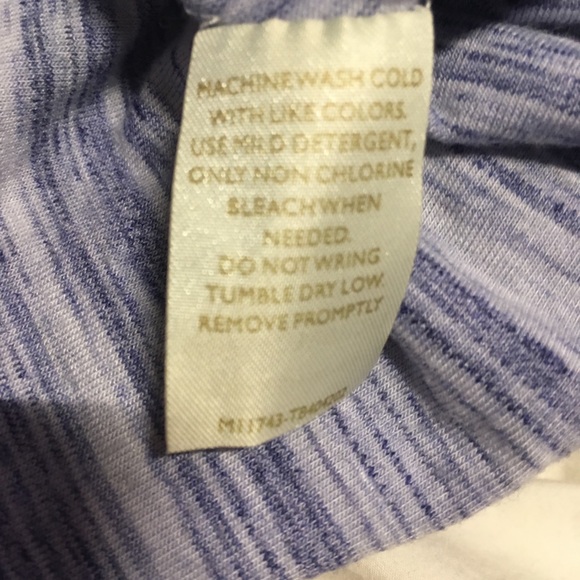 MACHINE WASH COLD
WITH LIKE COLORS.
USE MILD DETERGENT,
ONLY NON CHLORINE
BLEACH WHEN
NEEDED.
DO NOT WRING
TUMBLE DRY LOW.
REMOVE PROMPTLY